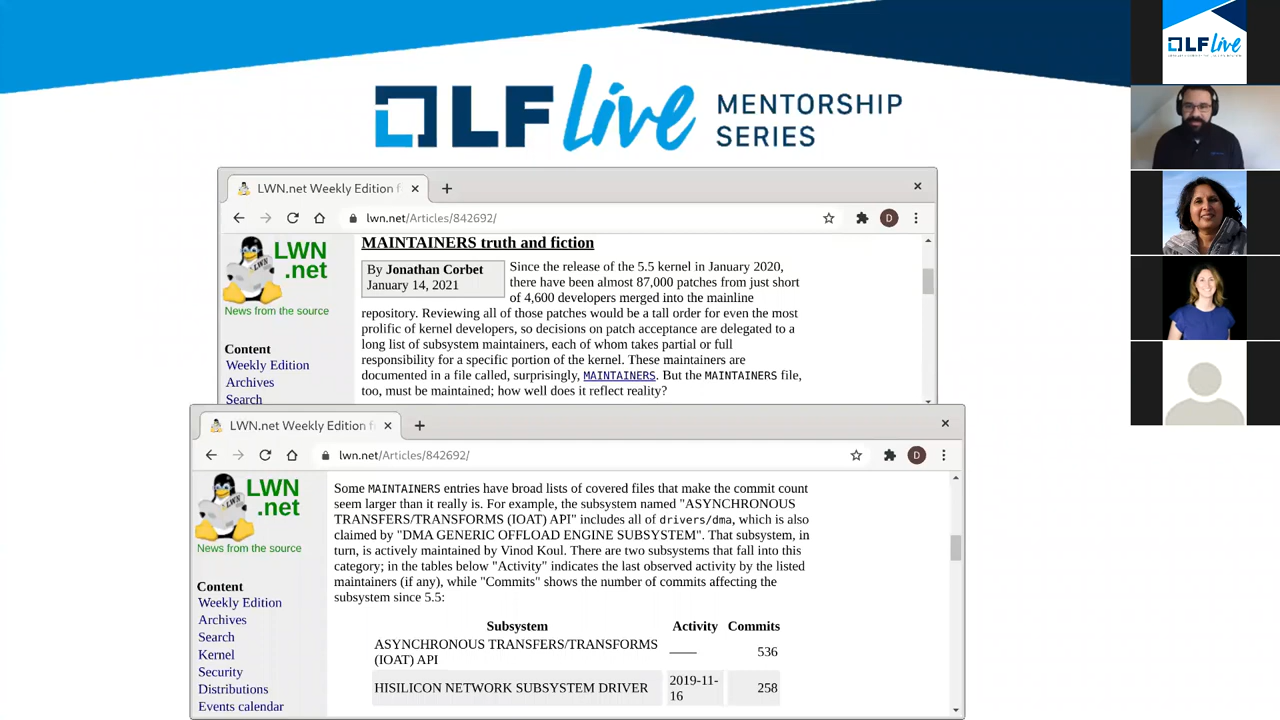 LF live MENTORSHIP
SERIES
LF live
LWN.net Weekly Edition f
lwn.net/Articles/842692/
D
LWN
.net
News from the source
Content
Weekly Edition
Archives
Search
MAINTAINERS truth and fiction
By Jonathan Corbet
January 14, 2021
Since the release of the 5.5 kernel in January 2020,
there have been almost 87,000 patches from just short
of 4,600 developers merged into the mainline
repository. Reviewing all of those patches would be a tall order for even the most
prolific of kernel developers, so decisions on patch acceptance are delegated to a
long list of subsystem maintainers, each of whom takes partial or full
responsibility for a specific portion of the kernel. These maintainers are
documented in a file called, surprisingly, MAINTAINERS. But the MAINTAINERS file,
too, must be maintained; how well does it reflect reality?
LWN.net Weekly Edition f
lwn.net/Articles/842692/
D
LWN
.net
News from the source
Content
Weekly Edition
Archives
Search
Kernel
Security
Distributions
Events calendar
Some MAINTAINERS entries have broad lists of covered files that make the commit count
seem larger than it really is. For example, the subsystem named "ASYNCHRONOUS
TRANSFERS/TRANSFORMS (IOAT) API" includes all of drivers/dma, which is also
claimed by "DMA GENERIC OFFLOAD ENGINE SUBSYSTEM". That subsystem, in
turn, is actively maintained by Vinod Koul. There are two subsystems that fall into this
category; in the tables below "Activity" indicates the last observed activity by the listed
maintainers (if any), while "Commits" shows the number of commits affecting the
subsystem since 5.5:
Subsystem Activity Commits
ASYNCHRONOUS TRANSFERS/TRANSFORMS
(IOAT) API —— 536
HISILICON NETWORK SUBSYSTEM DRIVER 2019-11-
16 258